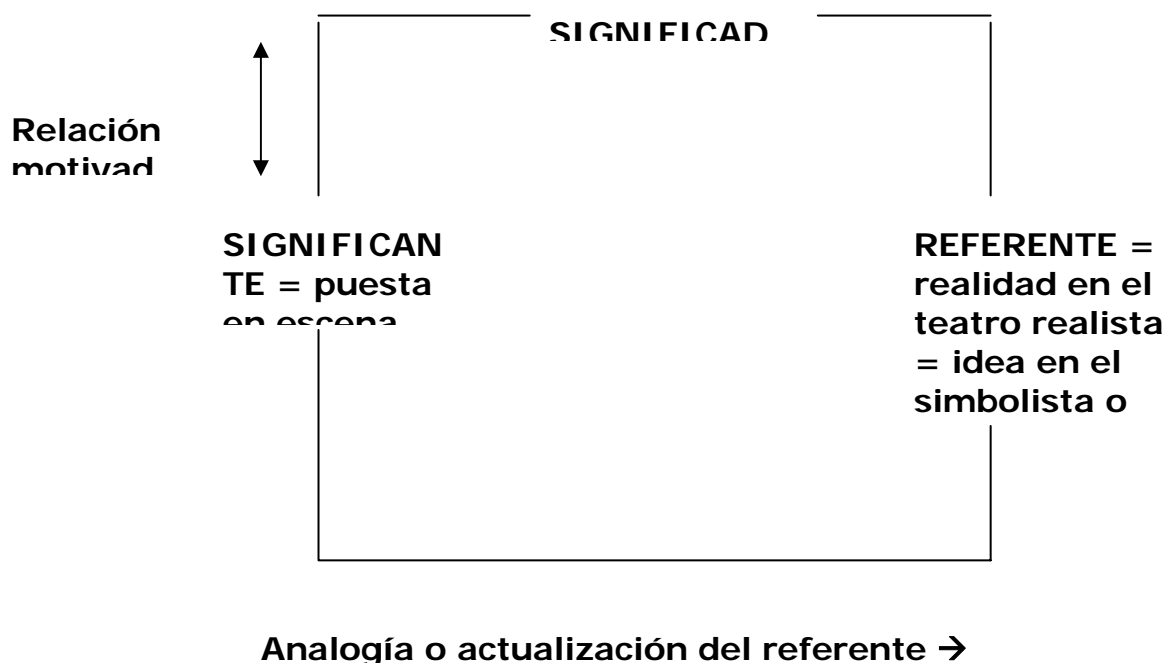 SIGNIFICAD
Relación
motivad
SIGNIFICAN
TE = puesta
en escena
REFERENTE =
realidad en el
teatro realista
= idea en el
simbolista o
Analogía o actualización del referente →